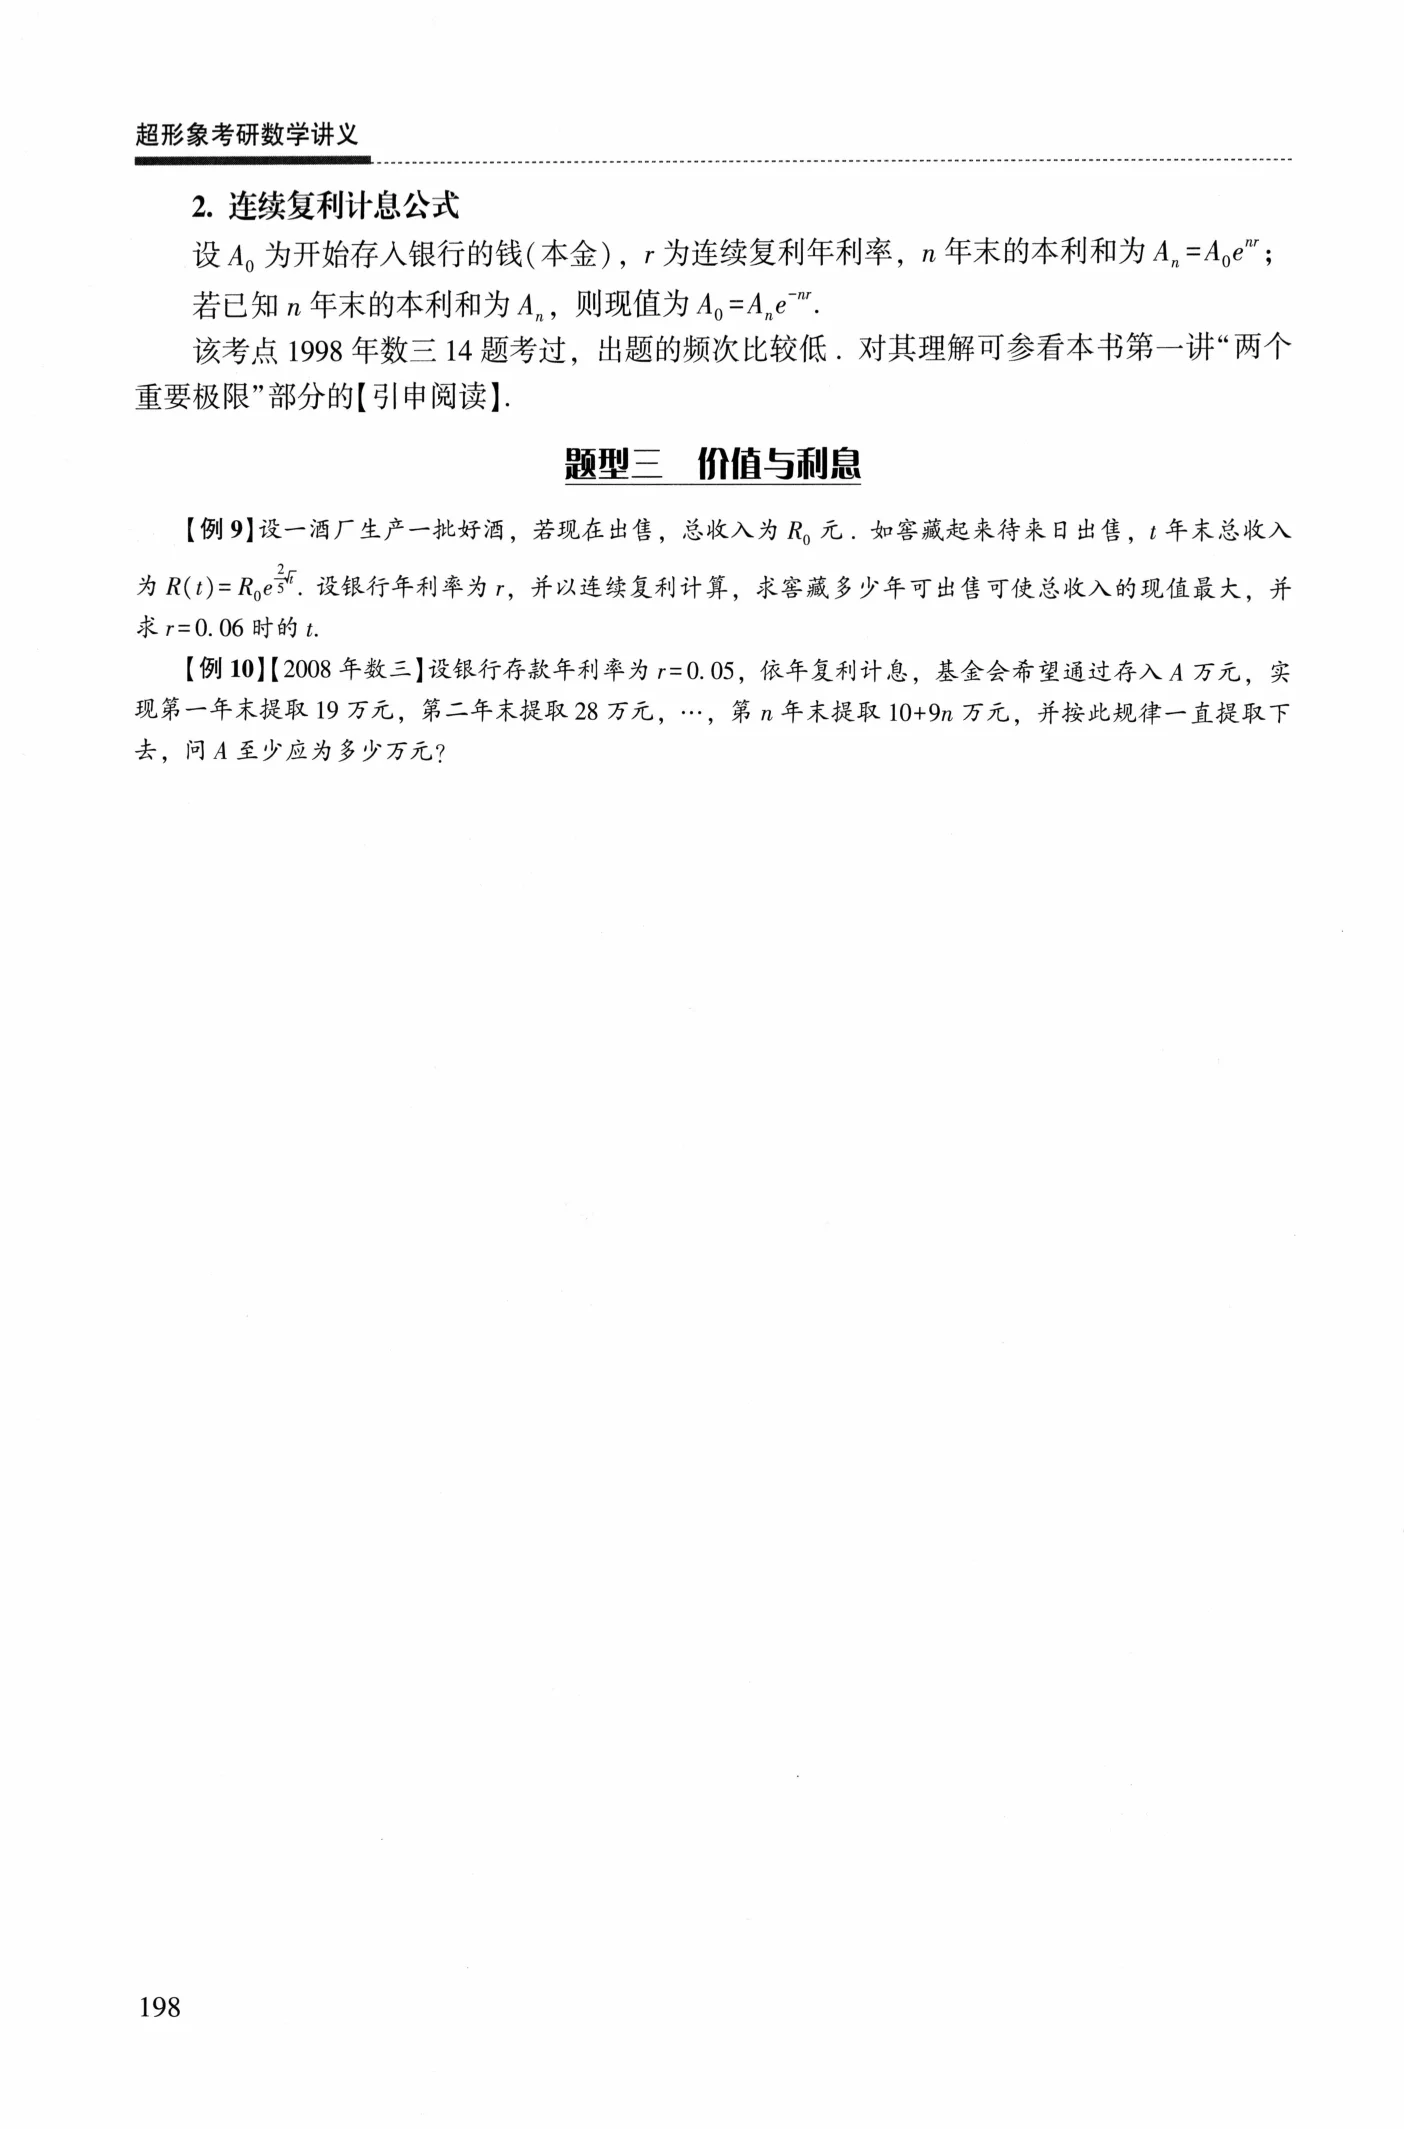 超形象考研数学讲义
2. 连续复利计息公式
设 A₀ 为开始存入银行的钱(本金)，r 为连续复利年利率，n 年末的本利和为 Aₙ=A₀eⁿʳ；
若已知 n 年末的本利和为 Aₙ，则现值为 A₀=Aₙe⁻ⁿʳ.
该考点 1998 年数三 14 题考过，出题的频次比较低．对其理解可参看本书第一讲“两个
重要极限”部分的【引申阅读】.
题型三 价值与利息
【例 9】设一酒厂生产一批好酒，若现在出售，总收入为 R₀ 元．如窖藏起来待来日出售，t 年末总收入
为 R(t)=R₀e^{\frac{2}{5}\sqrt{t}}. 设银行年利率为 r，并以连续复利计算，求窖藏多少年可出售可使总收入的现值最大，并
求 r=0.06 时的 t.
【例 10】【2008 年数三】设银行存款年利率为 r=0.05，依年复利计息，基金会希望通过存入 A 万元，实
现第一年末提取 19 万元，第二年末提取 28 万元，…，第 n 年末提取 10+9n 万元，并按此规律一直提取下
去，问 A 至少应为多少万元?
198